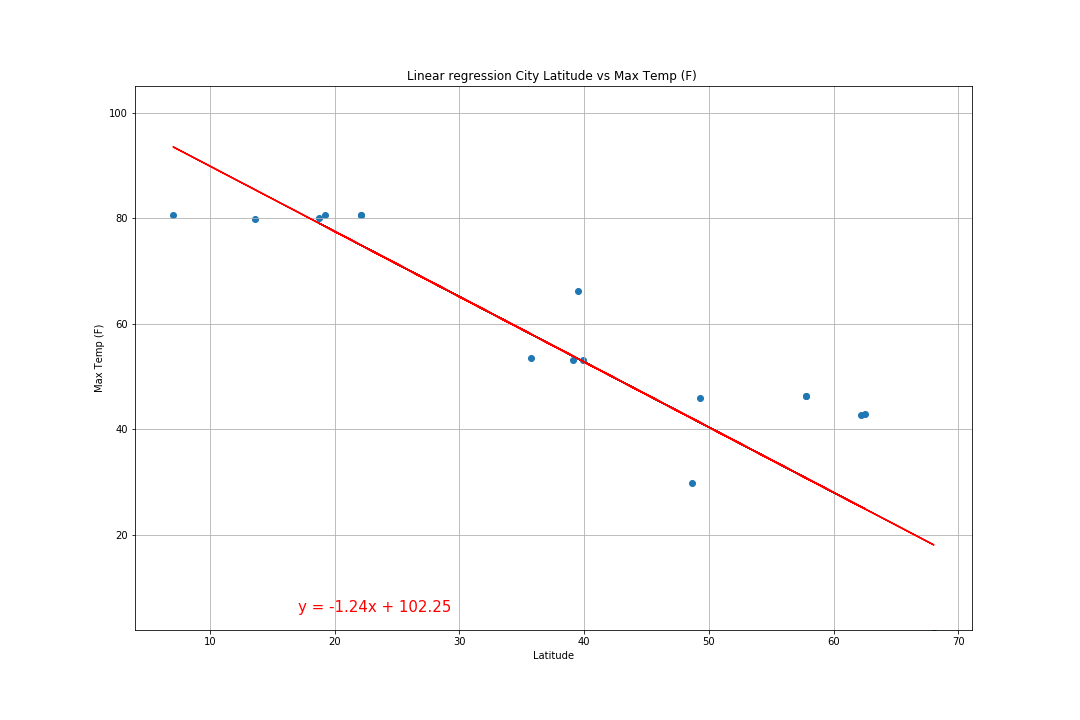 Linear regression City Latitude vs Max Temp (F)
100
80
60
40
20
Max Temp (F)
y = -1.24x + 102.25
10 20 30 40 50 60 70
Latitude